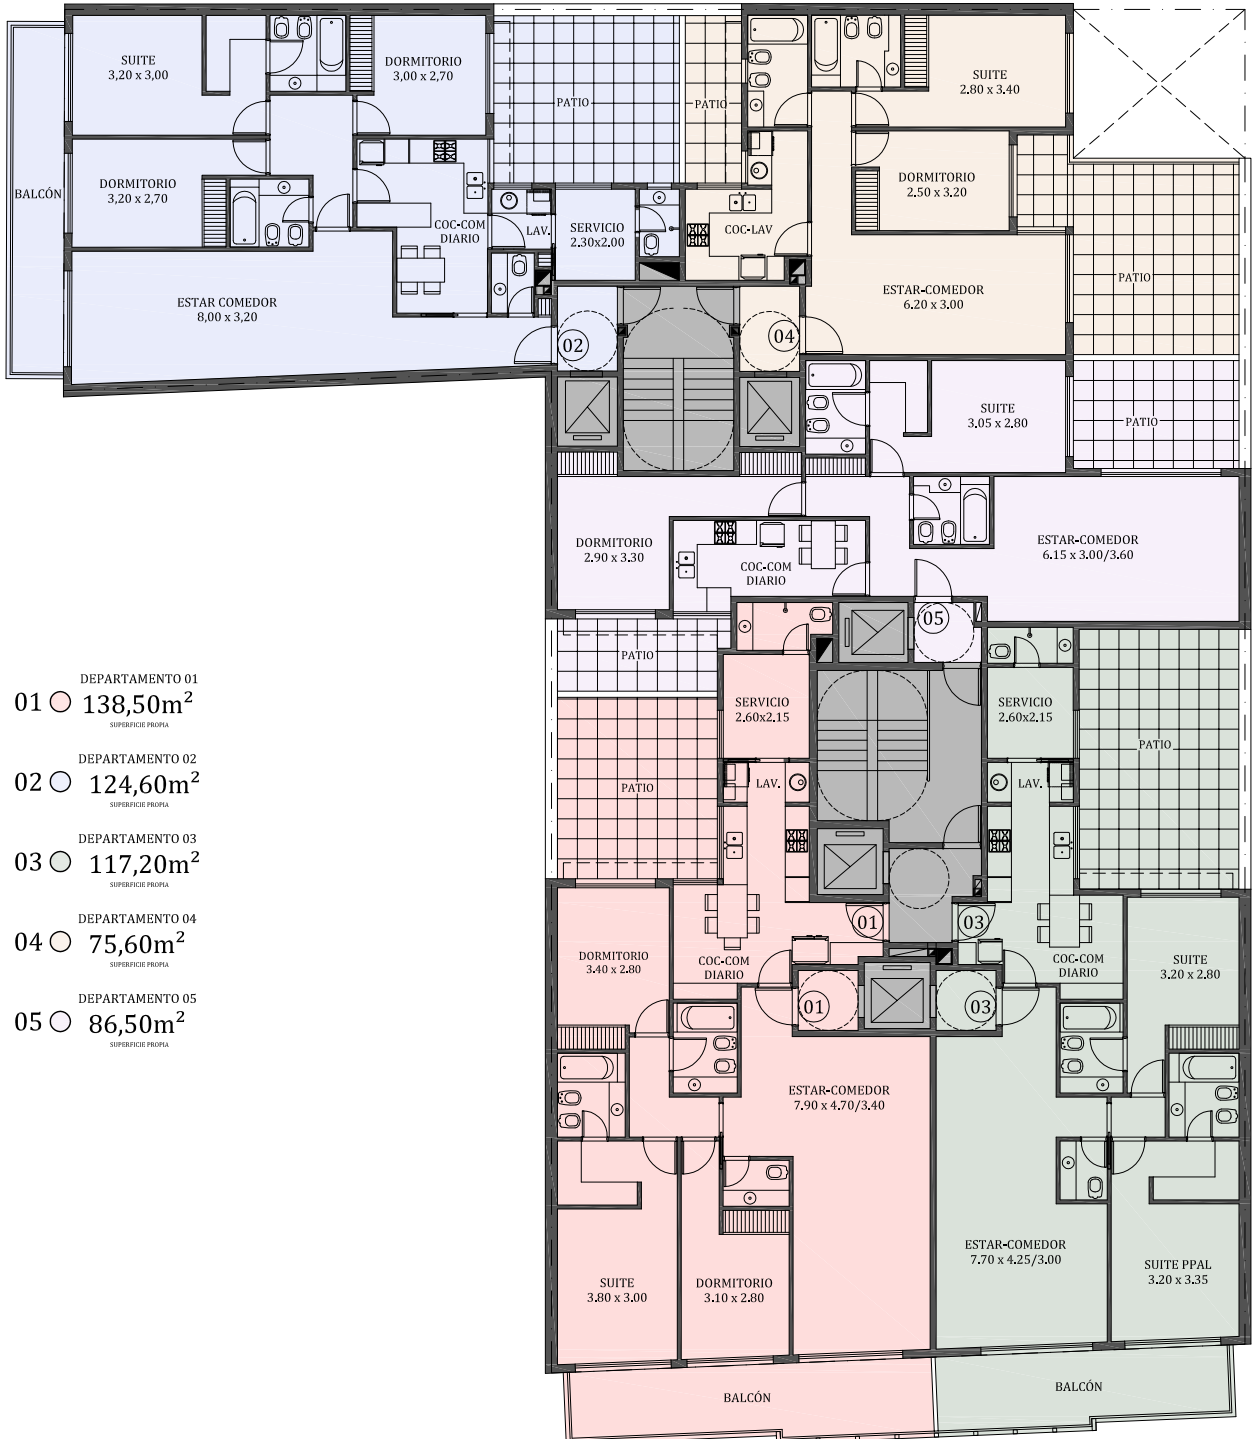 SUITE
3,20 x 3,00
DORMITORIO
3,00 x 2,70
PATIO
PATIO
SUITE
2.80 x 3.40
BALCÓN
DORMITORIO
3,20 x 2,70
COC-COM
DIARIO
LAV.
SERVICIO
2.30x2.00
COC-LAV
DORMITORIO
2.50 x 3.20
PATIO
ESTAR COMEDOR
8,00 x 3,20
ESTAR-COMEDOR
6.20 x 3.00
02
04
SUITE
3.05 x 2.80
PATIO
DORMITORIO
2.90 x 3.30
COC-COM
DIARIO
ESTAR-COMEDOR
6.15 x 3.00/3.60
05
PATIO
SERVICIO
2.60x2.15
SERVICIO
2.60x2.15
PATIO
PATIO
LAV.
LAV.
DEPARTAMENTO 01
01 138,50m²
SUPERFICIE PROPIA
DEPARTAMENTO 02
02 124,60m²
SUPERFICIE PROPIA
DEPARTAMENTO 03
03 117,20m²
SUPERFICIE PROPIA
DEPARTAMENTO 04
04 75,60m²
SUPERFICIE PROPIA
DEPARTAMENTO 05
05 86,50m²
SUPERFICIE PROPIA
01
03
DORMITORIO
3.40 x 2.80
COC-COM
DIARIO
COC-COM
DIARIO
SUITE
3.20 x 2.80
01
03
ESTAR-COMEDOR
7.90 x 4.70/3.40
ESTAR-COMEDOR
7.70 x 4.25/3.00
SUITE
3.80 x 3.00
DORMITORIO
3.10 x 2.80
SUITE PPAL
3.20 x 3.35
BALCÓN
BALCÓN